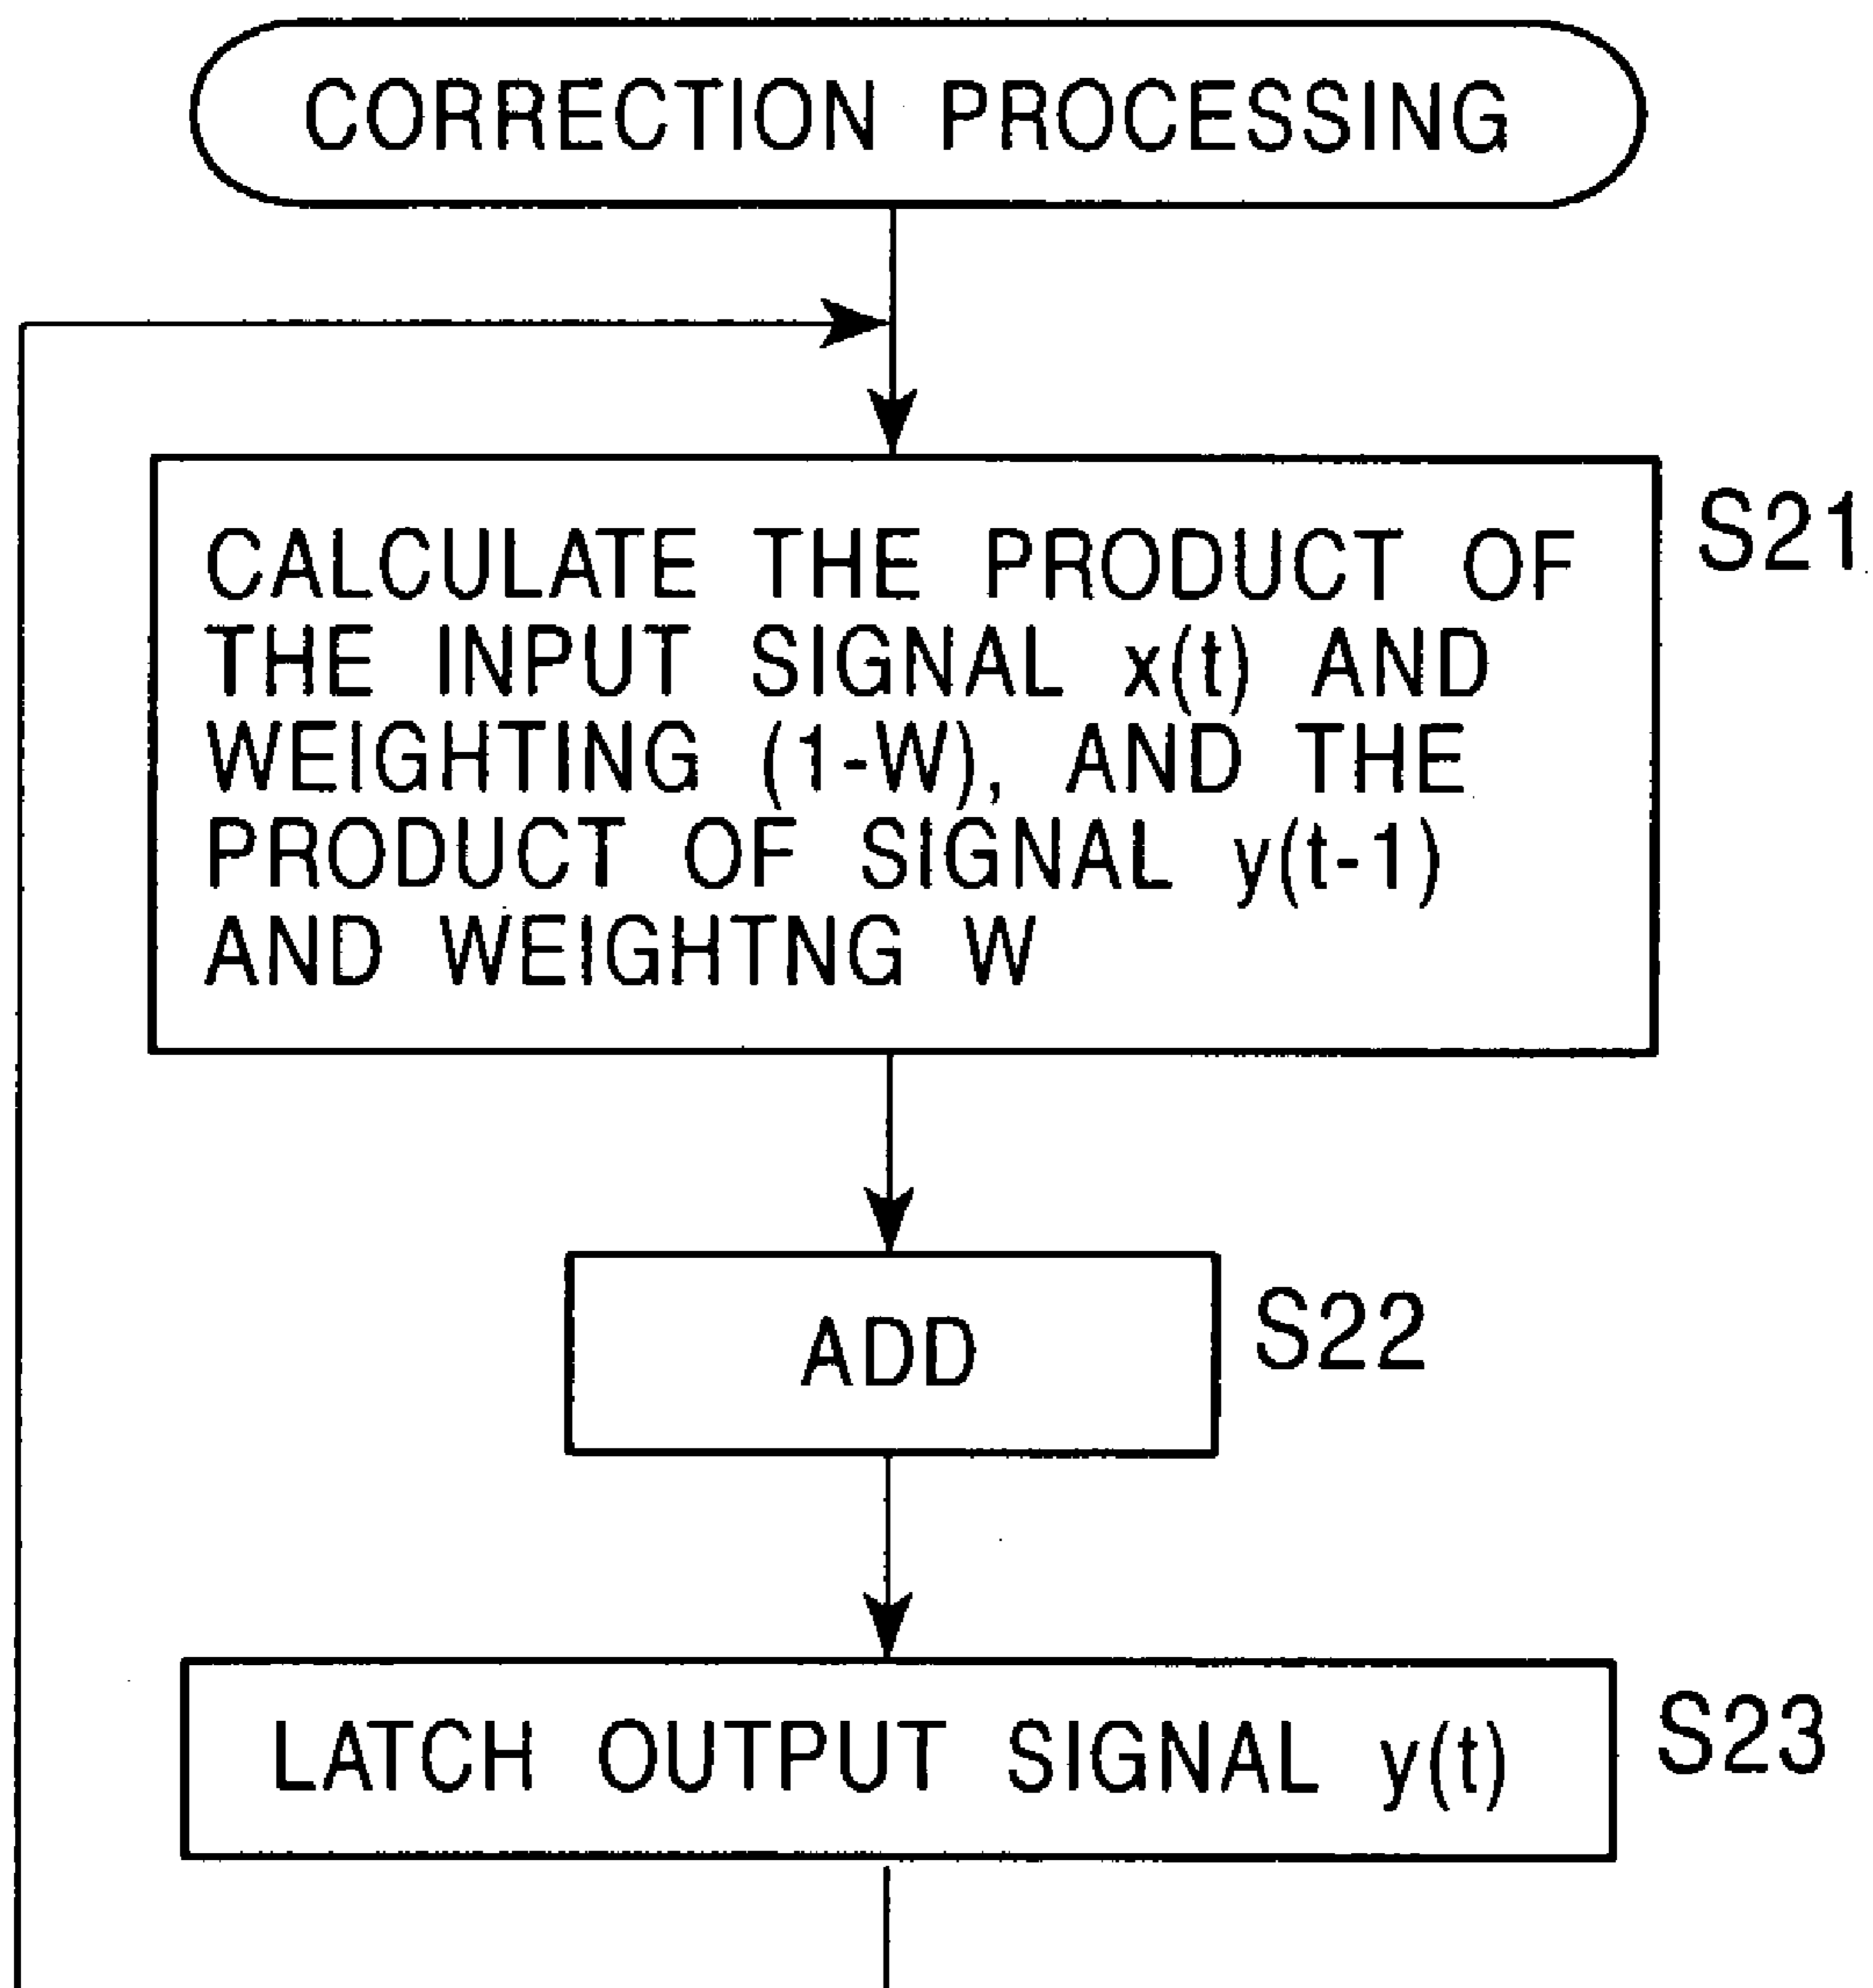 CORRECTION PROCESSING
CALCULATE THE PRODUCT OF
THE INPUT SIGNAL x(t) AND
WEIGHTING (1-W), AND THE
PRODUCT OF SIGNAL y(t-1)
AND WEIGHTNG W
S21
ADD
S22
LATCH OUTPUT SIGNAL y(t)
S23